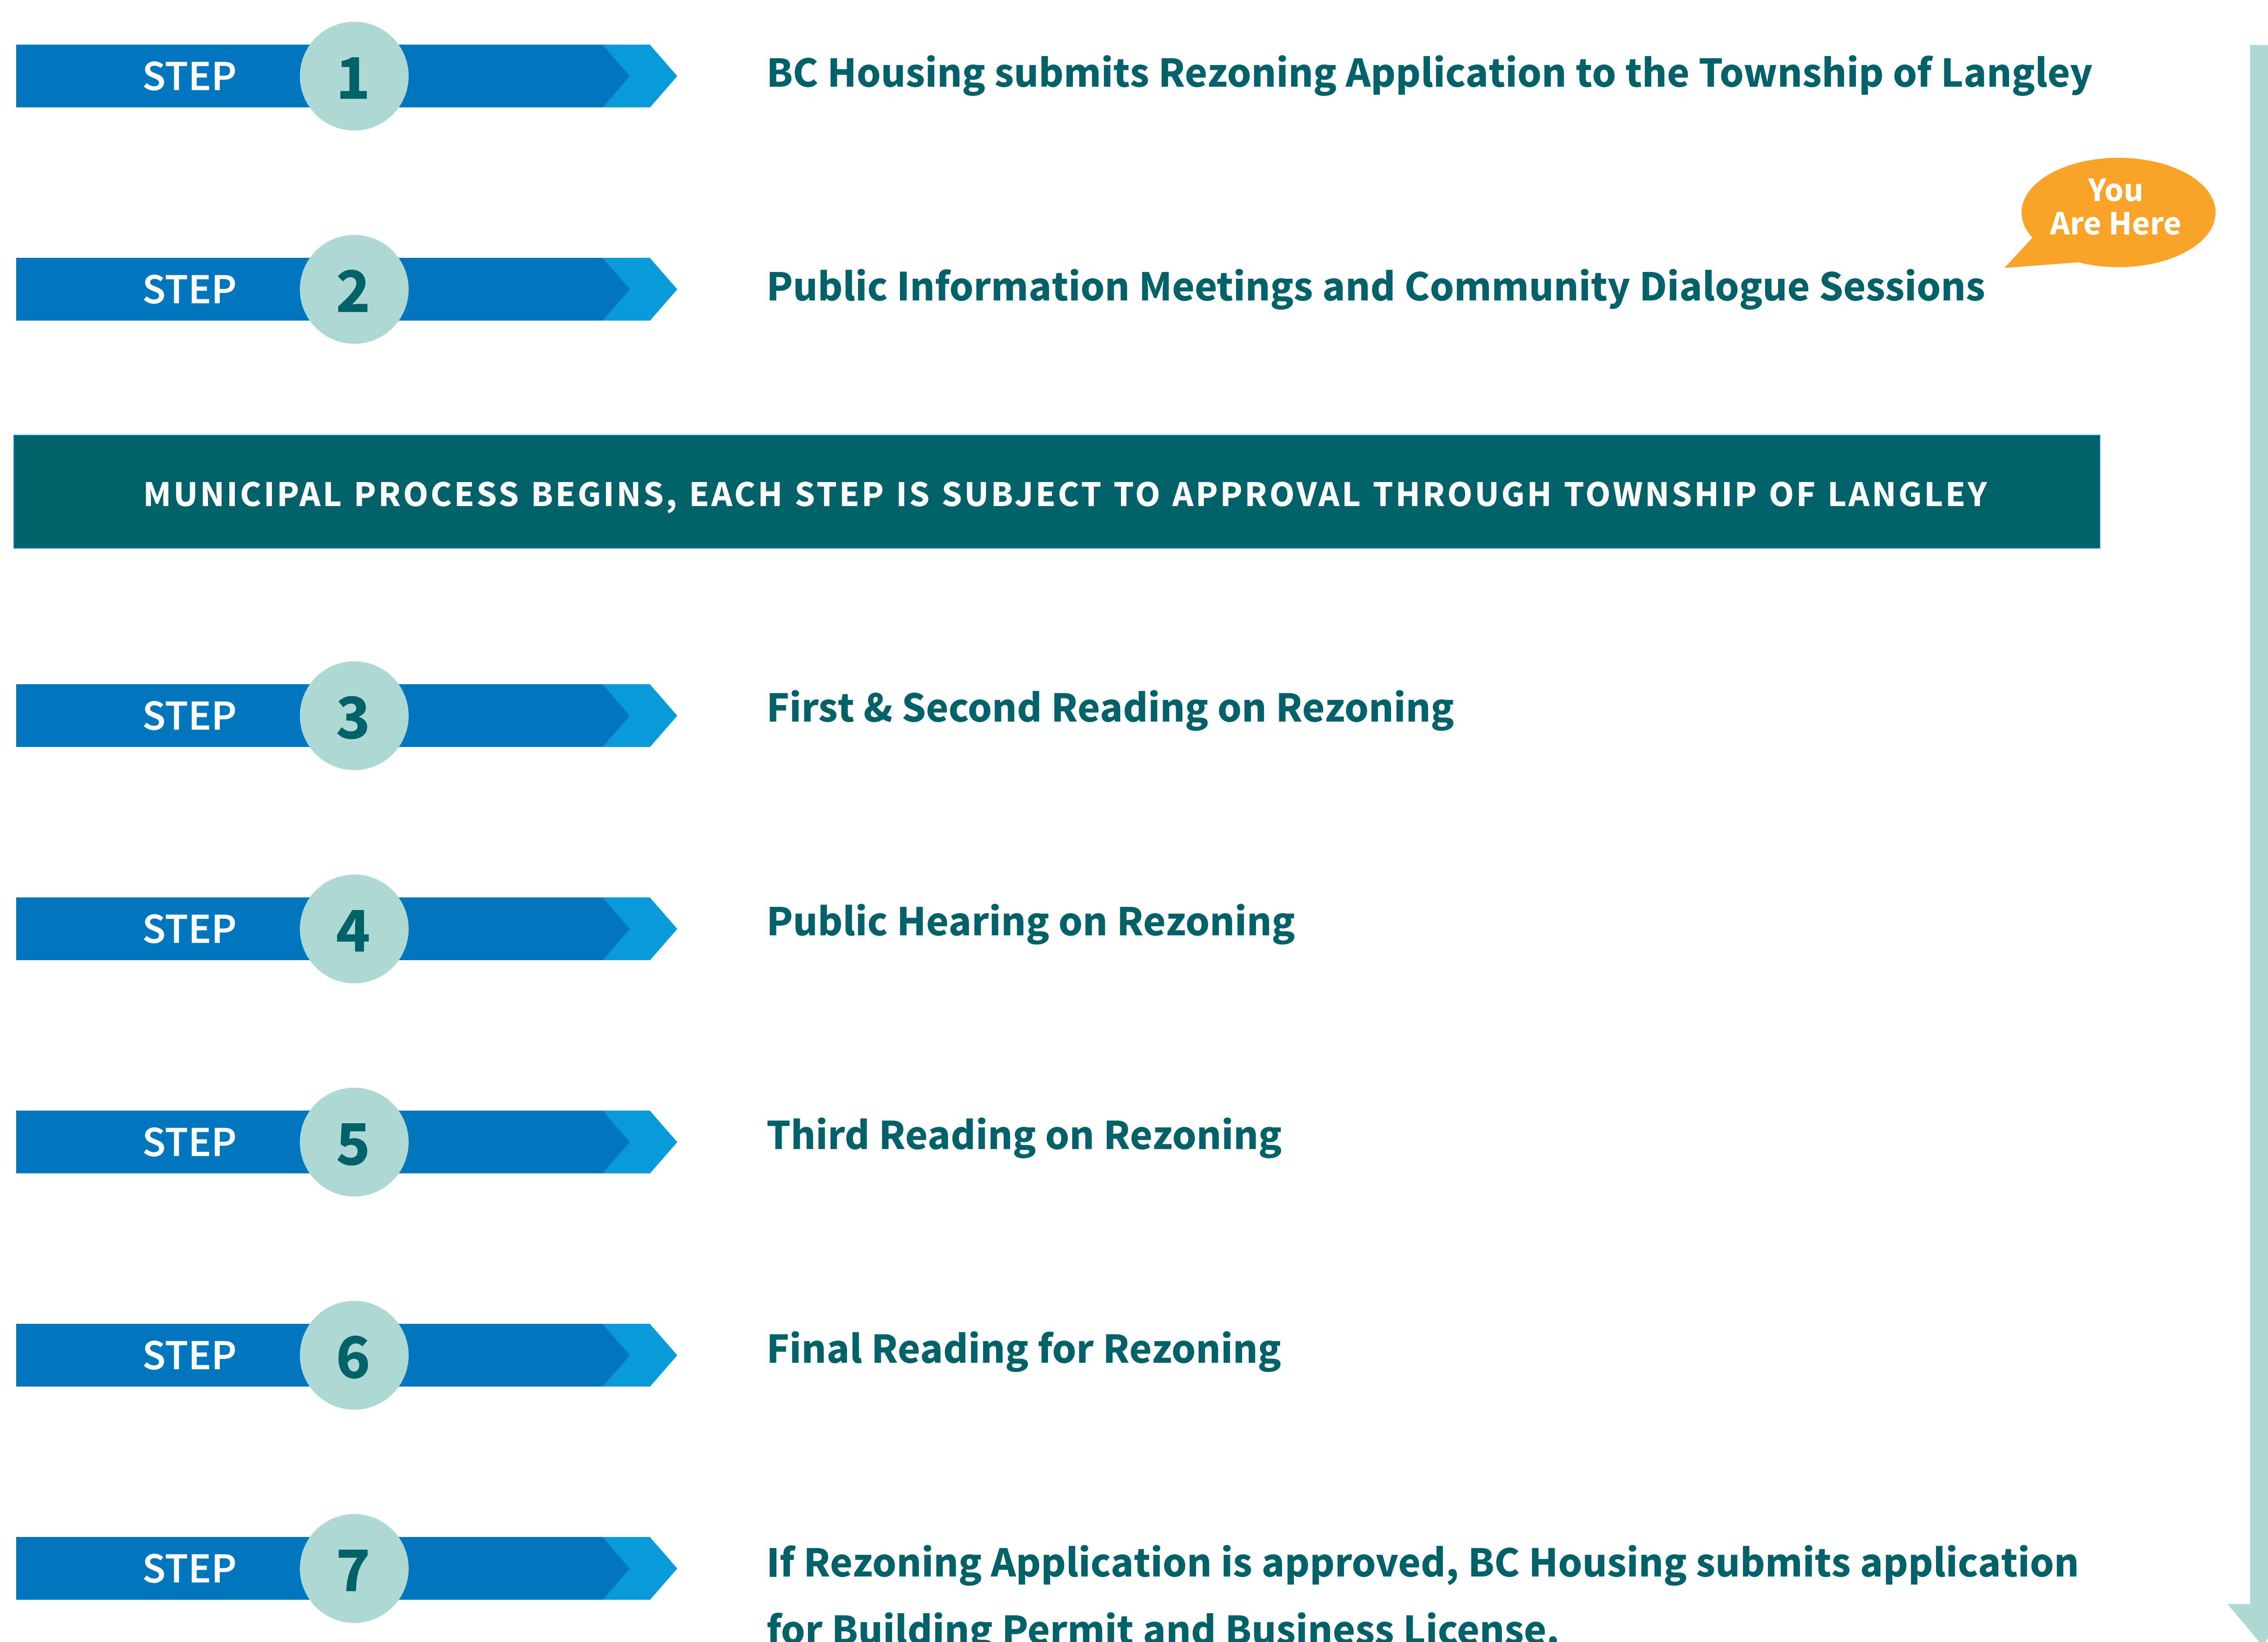 STEP 1 BC Housing submits Rezoning Application to the Township of Langley
You
Are Here
STEP 2 Public Information Meetings and Community Dialogue Sessions
MUNICIPAL PROCESS BEGINS, EACH STEP IS SUBJECT TO APPROVAL THROUGH TOWNSHIP OF LANGLEY
STEP 3 First & Second Reading on Rezoning
STEP 4 Public Hearing on Rezoning
STEP 5 Third Reading on Rezoning
STEP 6 Final Reading for Rezoning
STEP 7 If Rezoning Application is approved, BC Housing submits application
for Building Permit and Business License.